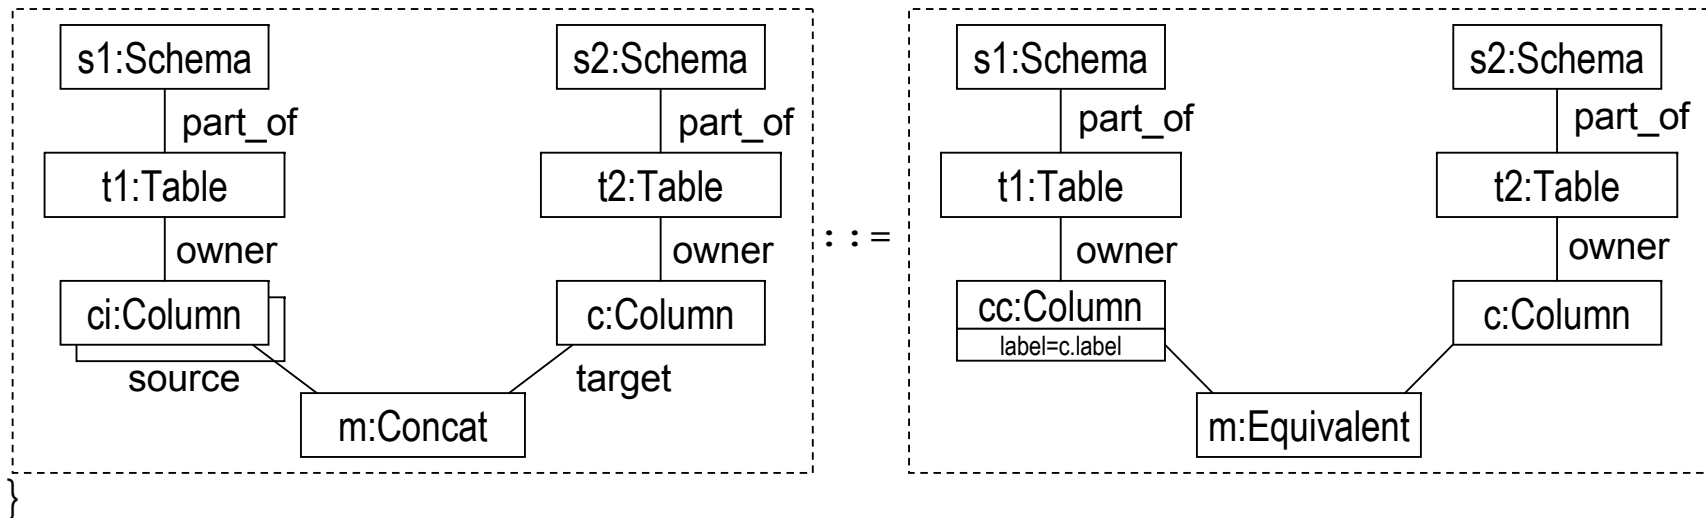 s1:Schema s2:Schema s1:Schema s2:Schema
part_of part_of part_of part_of
t1:Table t2:Table t1:Table t2:Table
owner owner ::= owner owner
ci:Column c:Column cc:Column c:Column
label=c.label
source target
m:Concat m:Equivalent
}